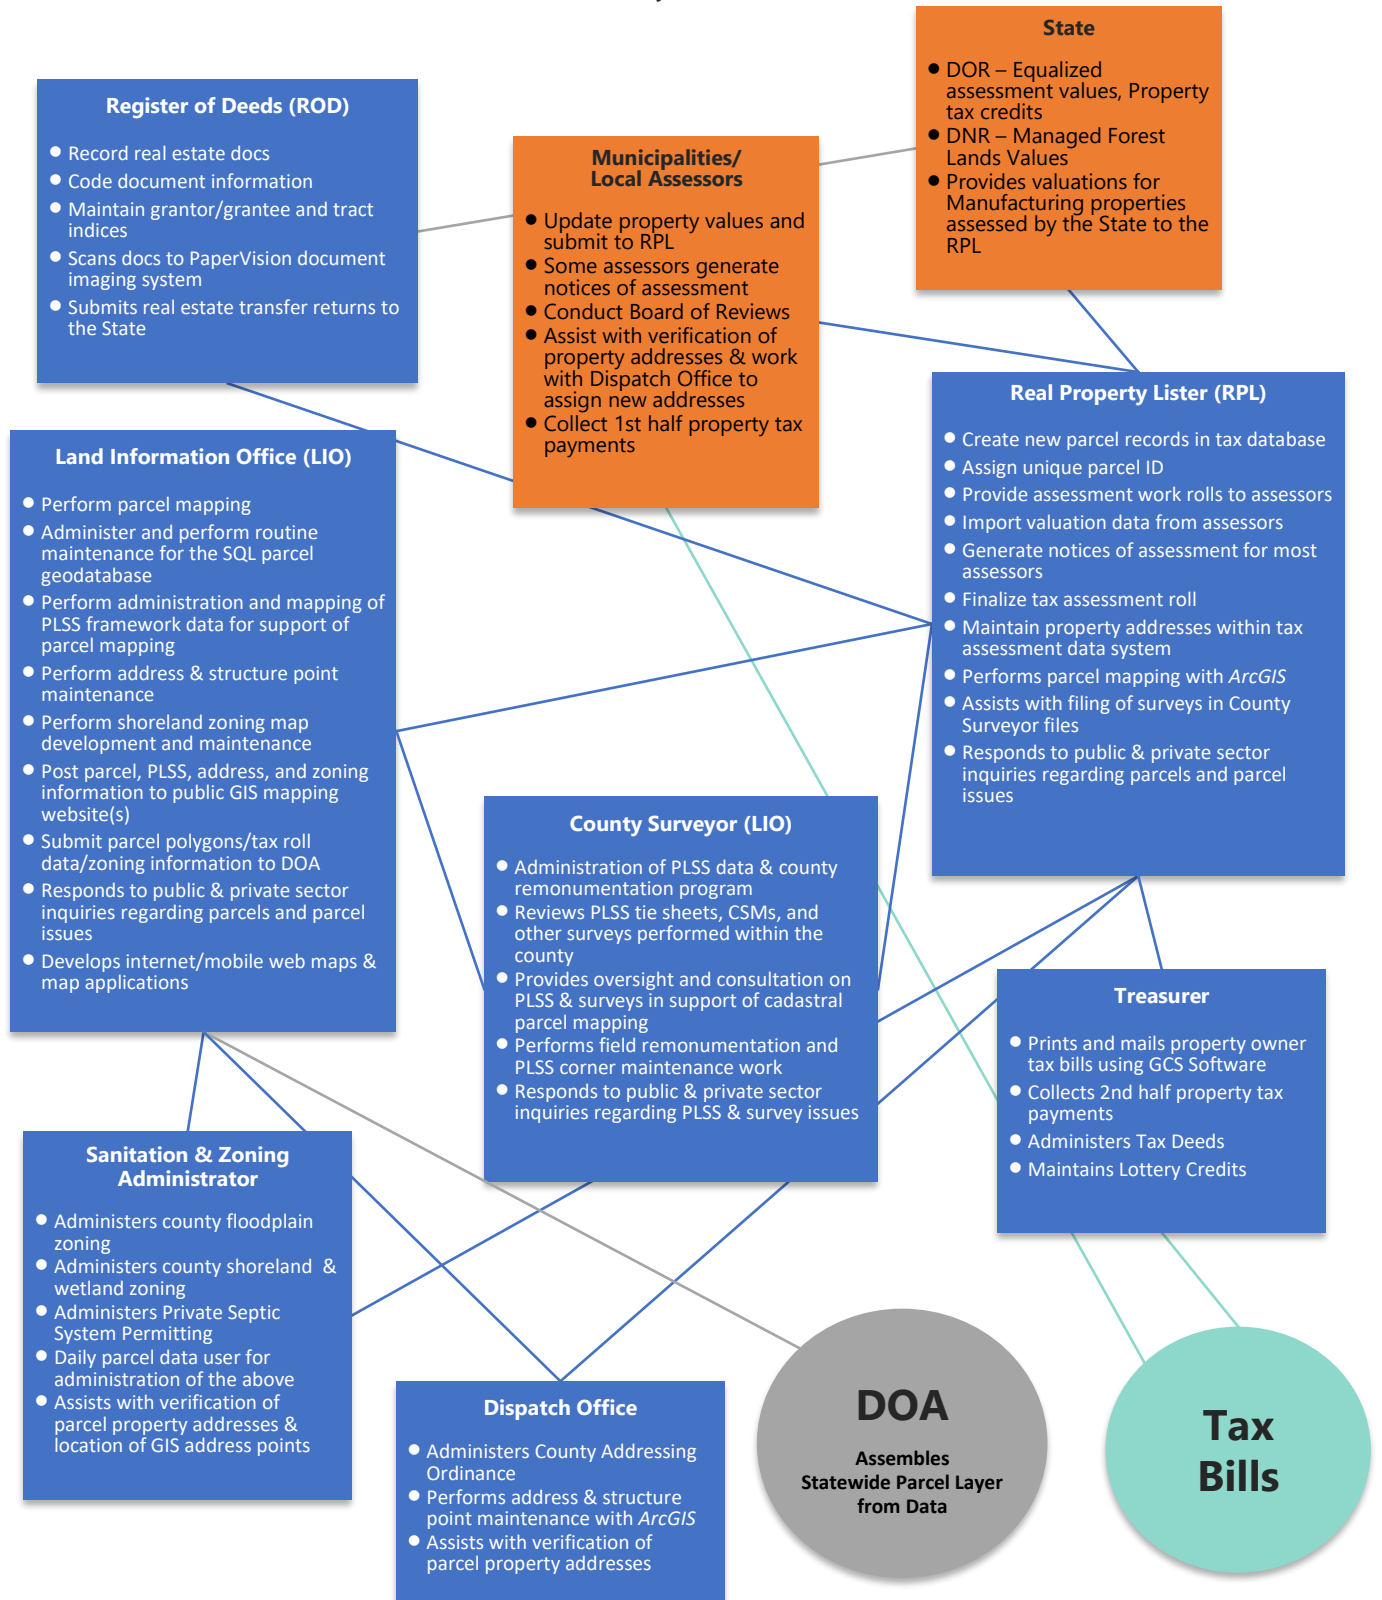 State
● DOR – Equalized
assessment values, Property
tax credits
● DNR – Managed Forest
Lands Values
● Provides valuations for
Manufacturing properties
assessed by the State to the
RPL
Register of Deeds (ROD)
● Record real estate docs
● Code document information
● Maintain grantor/grantee and tract
indices
● Scans docs to PaperVision document
imaging system
● Submits real estate transfer returns to
the State
Municipalities/
Local Assessors
● Update property values and
submit to RPL
● Some assessors generate
notices of assessment
● Conduct Board of Reviews
● Assist with verification of
property addresses & work
with Dispatch Office to
assign new addresses
● Collect 1st half property tax
payments
Real Property Lister (RPL)
● Create new parcel records in tax database
● Assign unique parcel ID
● Provide assessment work rolls to assessors
● Import valuation data from assessors
● Generate notices of assessment for most
assessors
● Finalize tax assessment roll
● Maintain property addresses within tax
assessment data system
● Performs parcel mapping with ArcGIS
● Assists with filing of surveys in County
Surveyor files
● Responds to public & private sector
inquiries regarding parcels and parcel
issues
Land Information Office (LIO)
● Perform parcel mapping
● Administer and perform routine
maintenance for the SQL parcel
geodatabase
● Perform administration and mapping of
PLSS framework data for support of
parcel mapping
● Perform address & structure point
maintenance
● Perform shoreland zoning map
development and maintenance
● Post parcel, PLSS, address, and zoning
information to public GIS mapping
website(s)
● Submit parcel polygons/tax roll
data/zoning information to DOA
● Responds to public & private sector
inquiries regarding parcels and parcel
issues
● Develops internet/mobile web maps &
map applications
County Surveyor (LIO)
● Administration of PLSS data & county
remonumentation program
● Reviews PLSS tie sheets, CSMs, and
other surveys performed within the
county
● Provides oversight and consultation on
PLSS & surveys in support of cadastral
parcel mapping
● Performs field remonumentation and
PLSS corner maintenance work
● Responds to public & private sector
inquiries regarding PLSS & survey issues
Treasurer
● Prints and mails property owner
tax bills using GCS Software
● Collects 2nd half property tax
payments
● Administers Tax Deeds
● Maintains Lottery Credits
Sanitation & Zoning
Administrator
● Administers county floodplain
zoning
● Administers county shoreland &
wetland zoning
● Administers Private Septic
System Permitting
● Daily parcel data user for
administration of the above
● Assists with verification of
parcel property addresses &
location of GIS address points
Dispatch Office
● Administers County Addressing
Ordinance
● Performs address & structure
point maintenance with ArcGIS
● Assists with verification of
parcel property addresses
DOA
Assembles
Statewide Parcel Layer
from Data
Tax
Bills